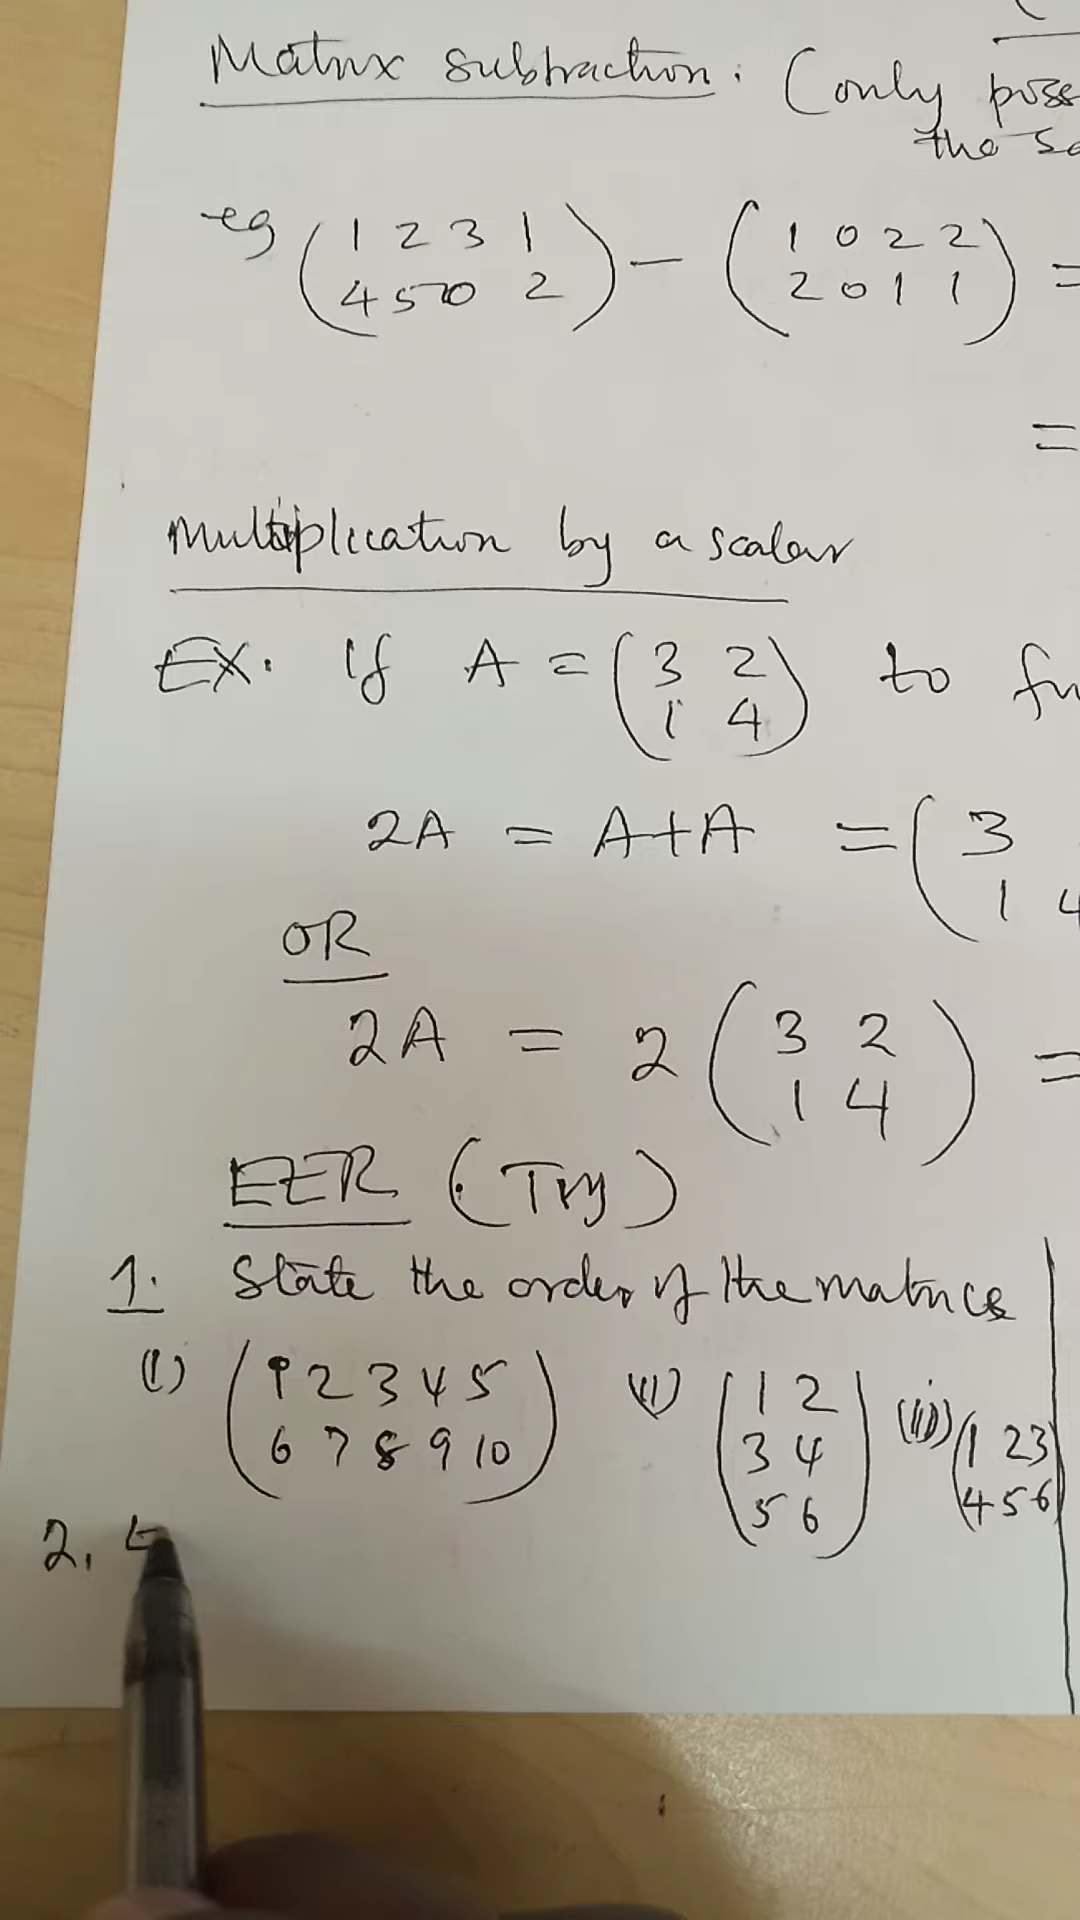 Matrix subtraction: (only poss
the sa
eg (1 2 3 1) - (1 0 2 2) =
(4 5 0 2) (2 0 1 1)
=
Multiplication by a scalar
EX. If A = (3 2) to
(1 4)
2A = A+A = (3
1 4
OR
2A = 2 (3 2) =
(1 4)
EER (Try)
1. State the order of the matrices
(i) (1 2 3 4 5) (ii) (1 2) (iii) (1 2 3)
(6 7 8 9 10) (3 4) (4 5 6)
(5 6)
2.